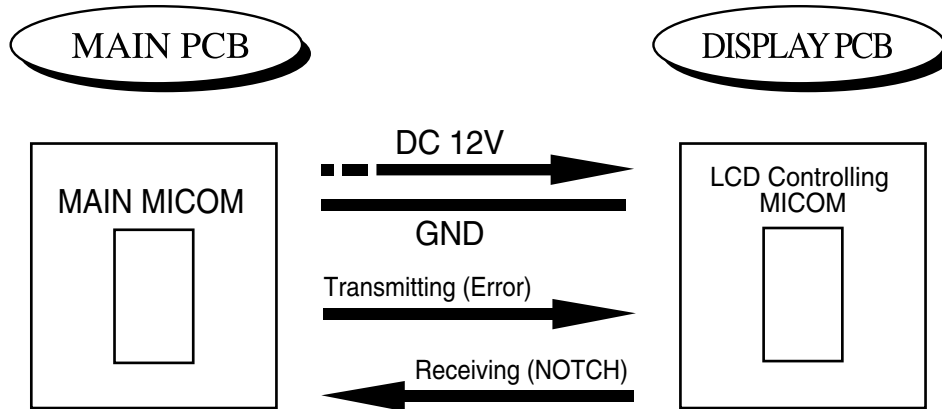 MAIN PCB
DISPLAY PCB
MAIN MICOM
DC 12V
GND
Transmitting (Error)
Receiving (NOTCH)
LCD Controlling
MICOM